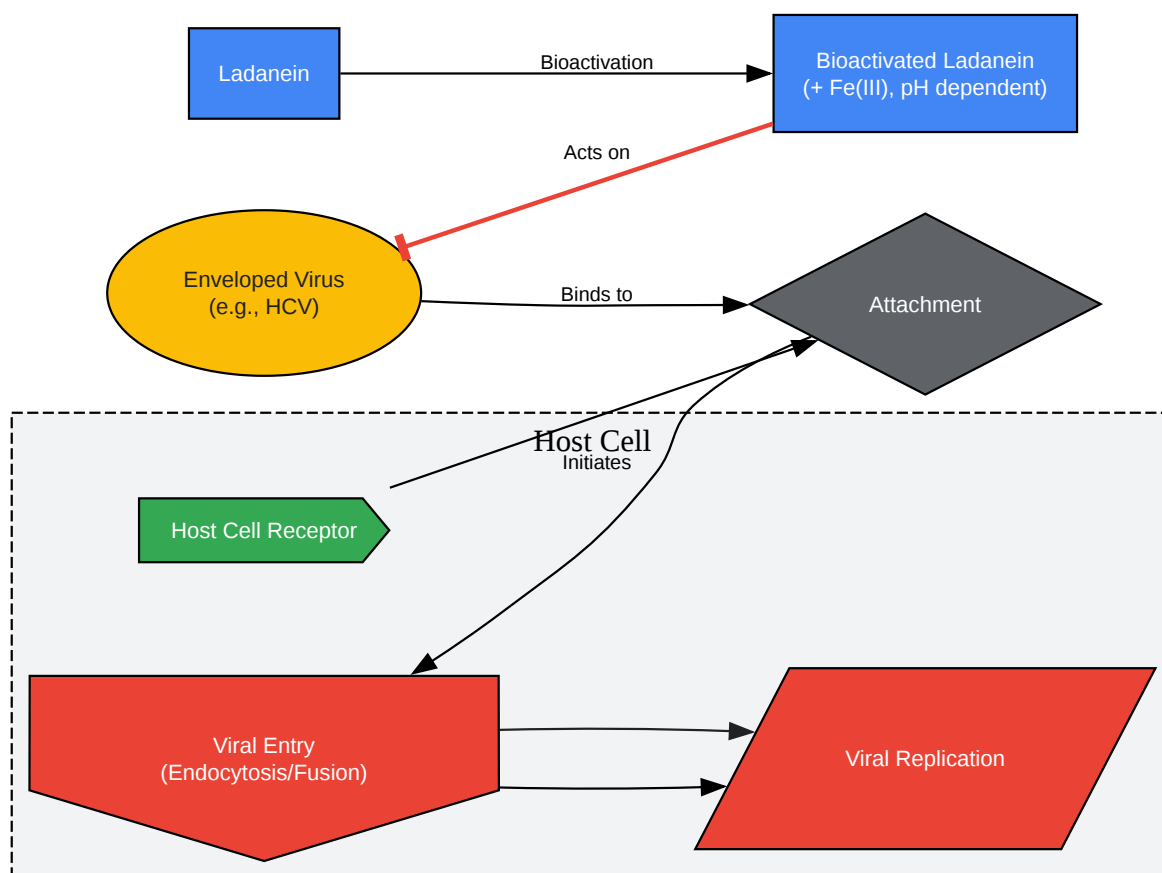 Ladanein
Bioactivation
Bioactivated Ladanein
(+ Fe(III), pH dependent)
Acts on
Enveloped Virus
(e.g., HCV)
Binds to
Attachment
Host Cell
Initiates
Host Cell Receptor
Viral Entry
(Endocytosis/Fusion)
Viral Replication